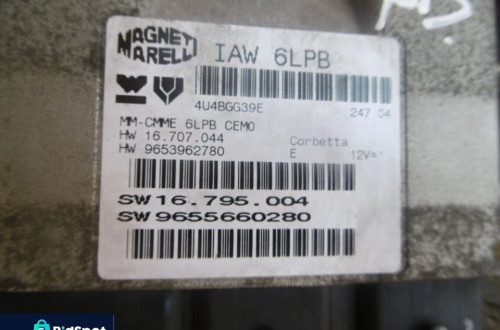 MAGNETI
MARELLI
IAW 6LPB
4U4BGG39E 247 04
MM-CMME 6LPB CEMO
HW 16.707.044 Corbetta
HW 9653962780 E 12V=
SW 16.795.004
SW 9655660280
BidSpot